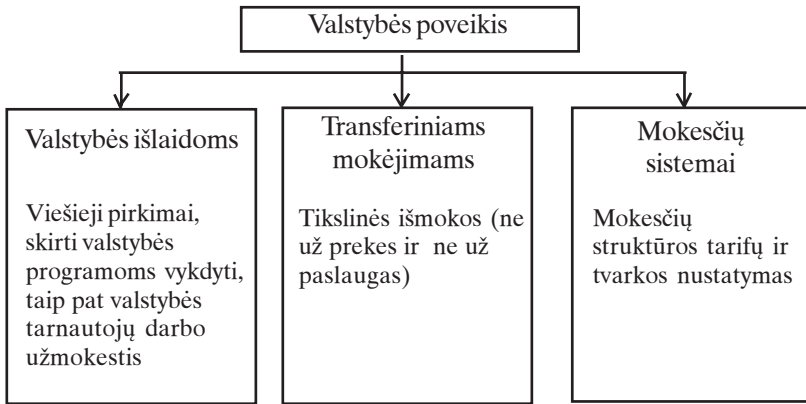 Valstybės poveikis
Valstybės išlaidoms
Viešieji pirkimai,
skirti valstybės
programoms vykdyti,
taip pat valstybės
tarnautojų darbo
užmokestis
Transferiniams
mokėjimams
Tikslinės išmokos (ne
už prekes ir ne už
paslaugas)
Mokesčių
sistemai
Mokesčių
struktūros tarifų ir
tvarkos nustatymas